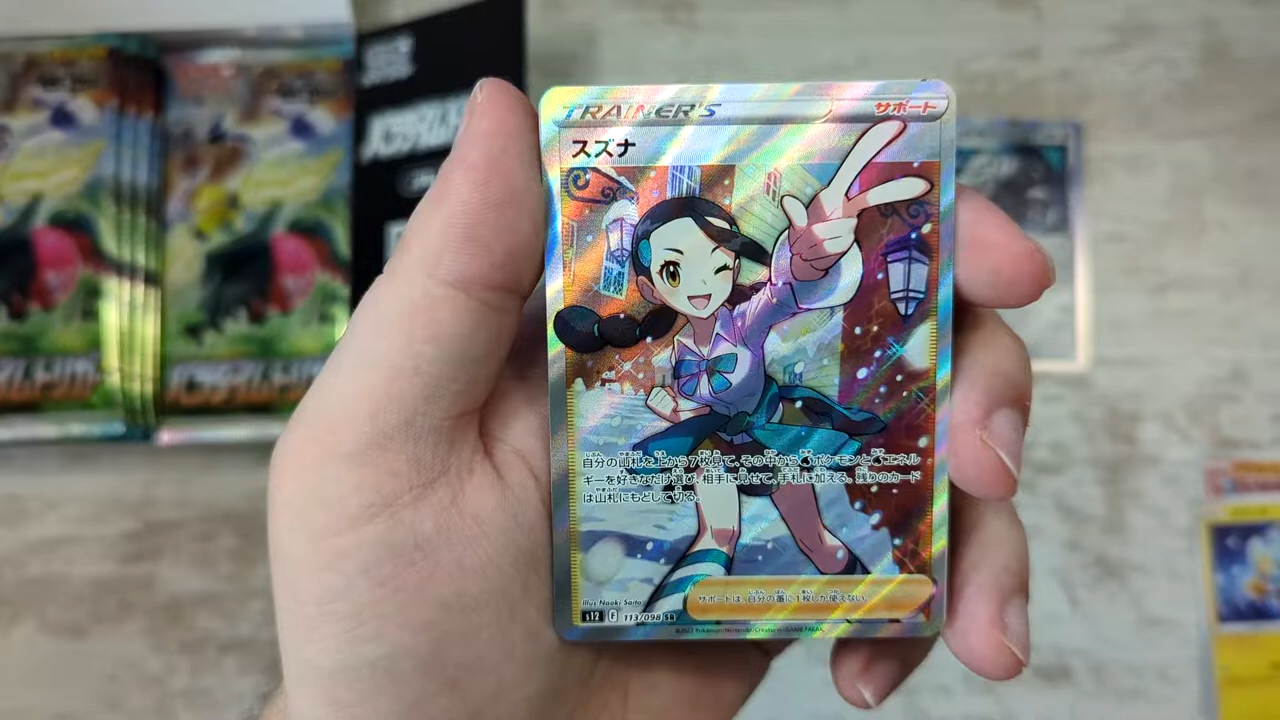 TRAINER'S
サポート
スズナ
自分の山札を上から7枚見て、その中からポケモンとエネル
ギーを好きなだけ選び、相手に見せて、手札に加える。残りのカード
は山札にもどして切る。
サポートは、自分の番に1枚しか使えない。
Illus. Naoki Saito
s12 F 113/098 SR
©2022 Pokémon/Nintendo/Creatures/GAME FREAK.